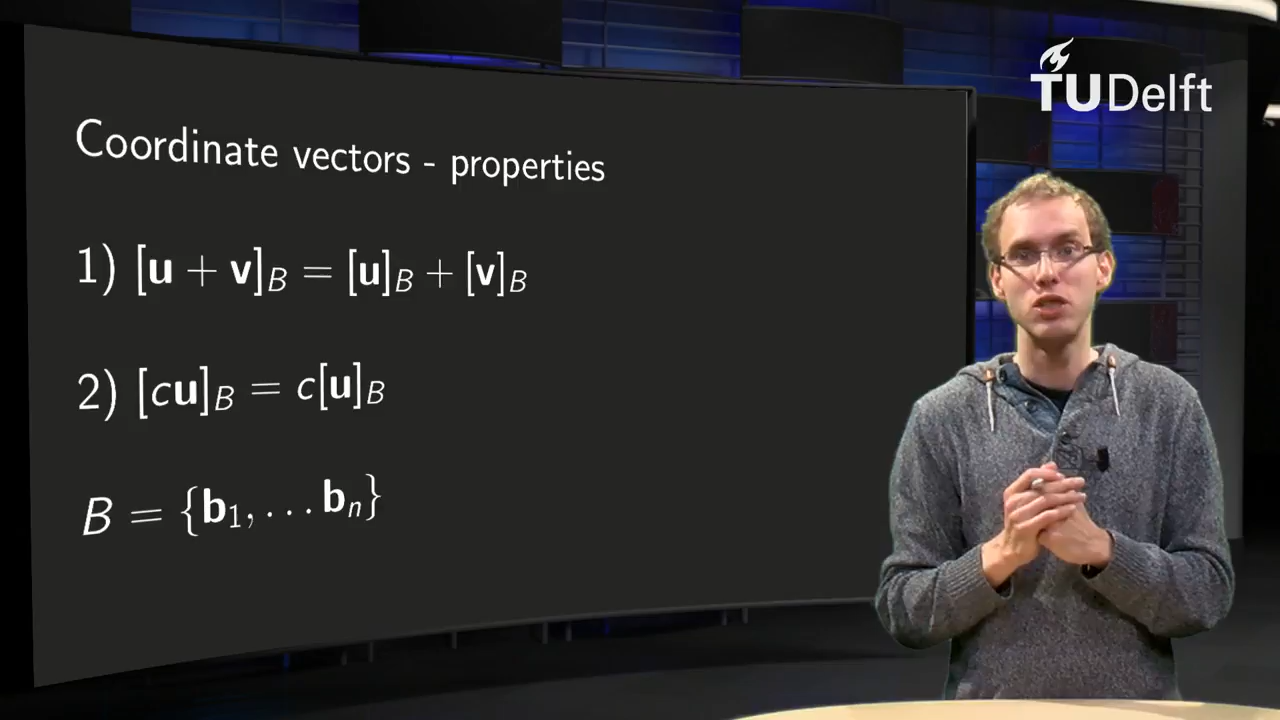 TUDelft
Coordinate vectors - properties
1) [u + v]_B = [u]_B + [v]_B
2) [cu]_B = c[u]_B
B = {b_1, ... b_n}